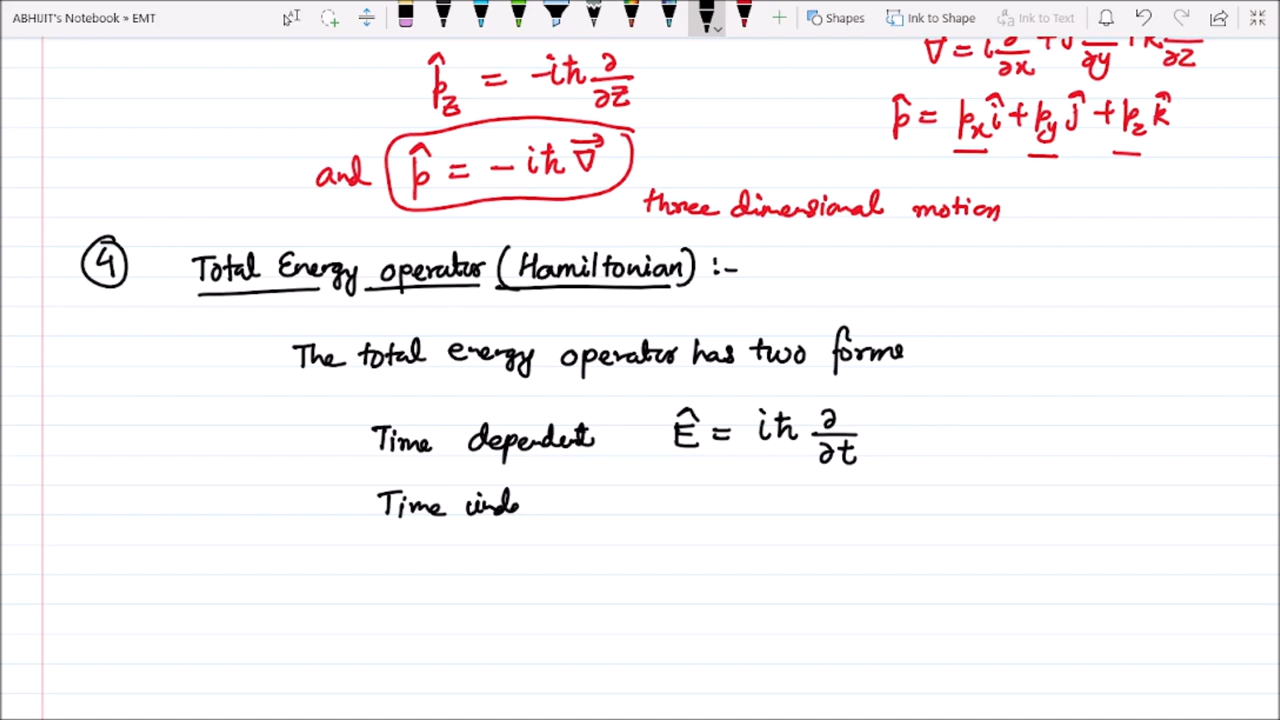 ABHIJIT's Notebook » EMT
Shapes Ink to Shape Ink to Text
p̂z = -iħ ∂/∂z
∇ = i ∂/∂x + j ∂/∂y + k ∂/∂z
p̂ = px î + py ĵ + pz k̂
and p̂ = - iħ ∇⃗
three dimensional motion
④ Total Energy operator (Hamiltonian) :-
The total energy operator has two forms
Time dependent Ê = iħ ∂/∂t
Time inde